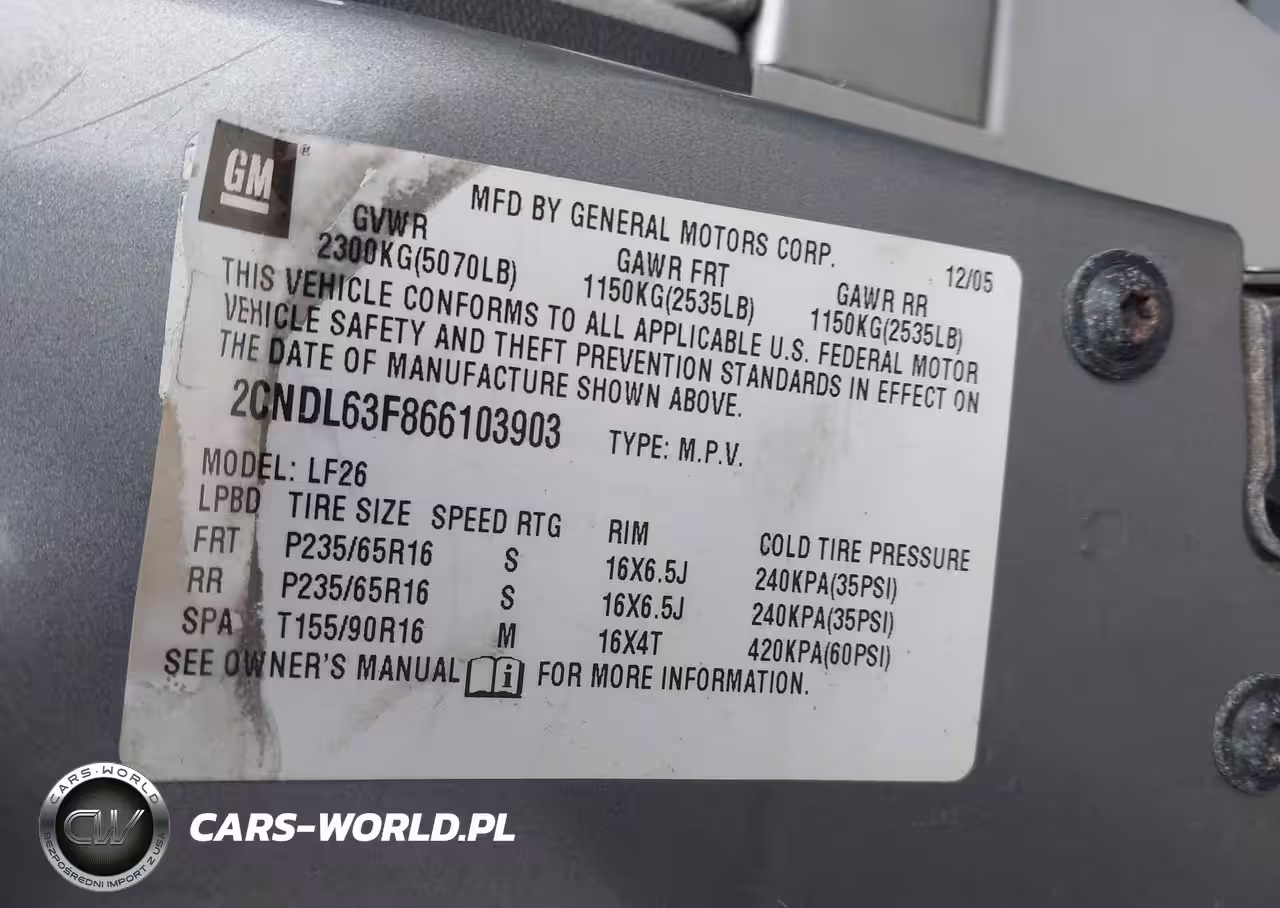 GM®
MFD BY GENERAL MOTORS CORP.
12/05
GVWR GAWR FRT GAWR RR
2300KG(5070LB) 1150KG(2535LB) 1150KG(2535LB)
THIS VEHICLE CONFORMS TO ALL APPLICABLE U.S. FEDERAL MOTOR
VEHICLE SAFETY AND THEFT PREVENTION STANDARDS IN EFFECT ON
THE DATE OF MANUFACTURE SHOWN ABOVE.
2CNDL63F866103903 TYPE: M.P.V.
MODEL: LF26
LPBD TIRE SIZE SPEED RTG RIM COLD TIRE PRESSURE
FRT P235/65R16 S 16X6.5J 240KPA(35PSI)
RR P235/65R16 S 16X6.5J 240KPA(35PSI)
SPA T155/90R16 M 16X4T 420KPA(60PSI)
SEE OWNER'S MANUAL i FOR MORE INFORMATION.
CARS-WORLD
CW
BEZPOŚREDNI IMPORT Z USA
CARS-WORLD.PL